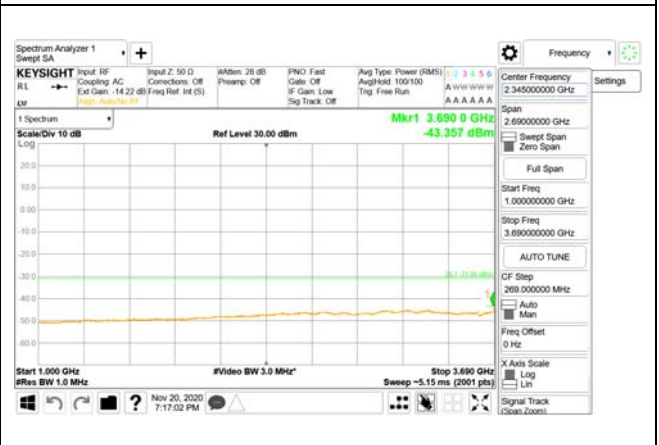 Spectrum Analyzer 1
Swept SA
Frequency
KEYSIGHT
RL
Input: RF
Coupling: AC
Ext Gain: -14.22 dB
Align: Auto/No RF
Input Z: 50 Ω
Corrections: Off
Freq Ref: Int (S)
#Atten: 28 dB
Preamp: Off
PNO: Fast
Gate: Off
IF Gain: Low
Sig Track: Off
Avg Type: Power (RMS)
Avg|Hold: 100/100
Trig: Free Run
1 2 3 4 5 6
A W W W W W
A A A A A A
Settings
1 Spectrum
Scale/Div 10 dB
Ref Level 30.00 dBm
Mkr1 3.690 0 GHz
-43.357 dBm
Log
20.0
10.0
0.00
-10.0
-20.0
-30.0
-40.0
-50.0
-60.0
1
Start 1.000 GHz
#Res BW 1.0 MHz
#Video BW 3.0 MHz*
Stop 3.690 GHz
Sweep ~5.15 ms (2001 pts)
Center Frequency
2.345000000 GHz
Span
2.69000000 GHz
Swept Span
Zero Span
Full Span
Start Freq
1.000000000 GHz
Stop Freq
3.690000000 GHz
AUTO TUNE
CF Step
269.000000 MHz
Auto
Man
Freq Offset
0 Hz
X Axis Scale
Log
Lin
Signal Track
(Span Zoom)
Nov 20, 2020
7:17:02 PM